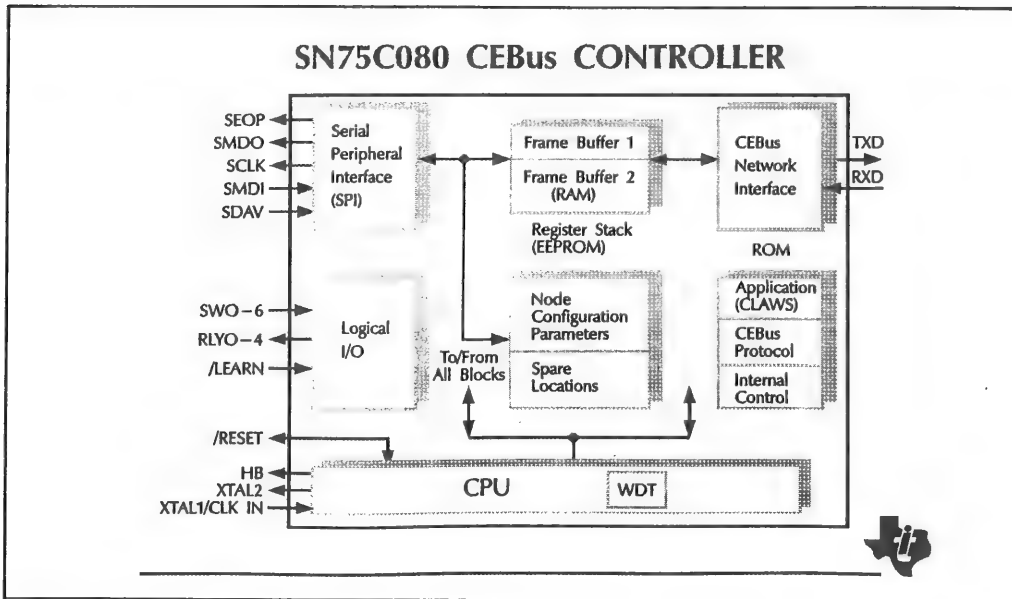 SN75C080 CEBus CONTROLLER
SEOP
SMDO
SCLK
SMDI
SDAV
Serial
Peripheral
Interface
(SPI)
Frame Buffer 1
Frame Buffer 2
(RAM)
Register Stack
(EEPROM)
CEBus
Network
Interface
TXD
RXD
ROM
SWO-6
RLYO-4
/LEARN
Logical
I/O
To/From
All Blocks
Node
Configuration
Parameters
Spare
Locations
Application
(CLAWS)
CEBus
Protocol
Internal
Control
/RESET
HB
XTAL2
XTAL1/CLK IN
CPU
WDT